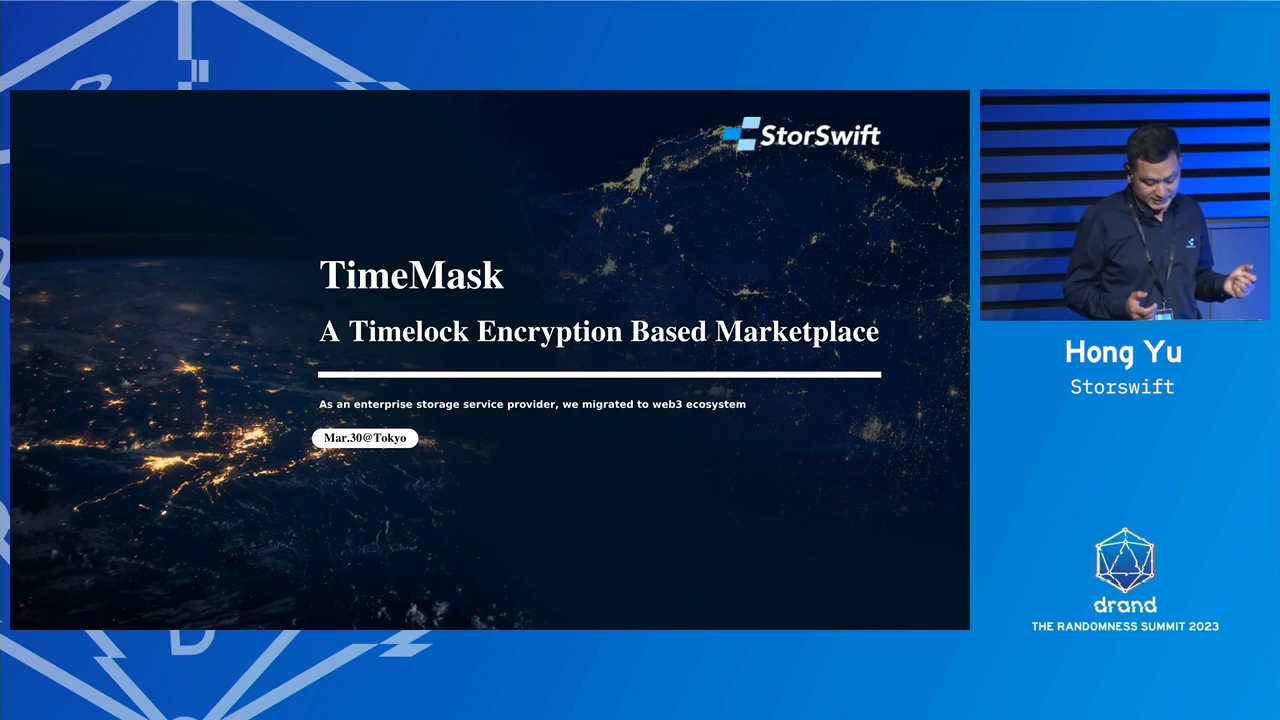 StorSwift
TimeMask
A Timelock Encryption Based Marketplace
As an enterprise storage service provider, we migrated to web3 ecosystem
Mar.30@Tokyo
Hong Yu
Storswift
drand
THE RANDOMNESS SUMMIT 2023